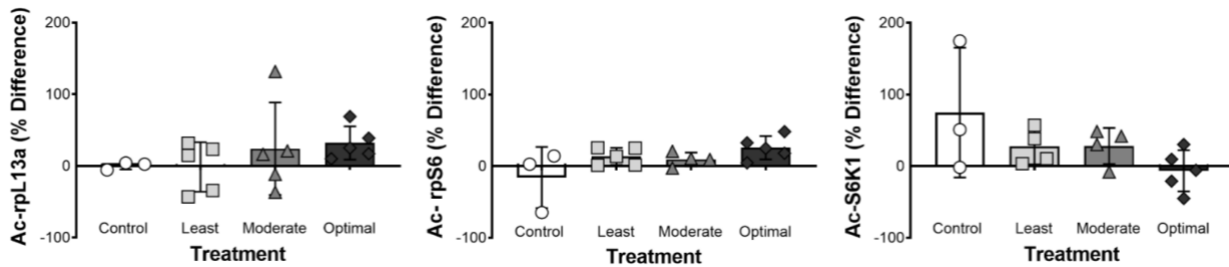 Ac-rpL13a (% Difference)
200
100
0
-100
Control Least Moderate Optimal
Treatment
Ac- rpS6 (% Difference)
200
100
0
-100
Control Least Moderate Optimal
Treatment
Ac-S6K1 (% Difference)
200
100
0
-100
Control Least Moderate Optimal
Treatment